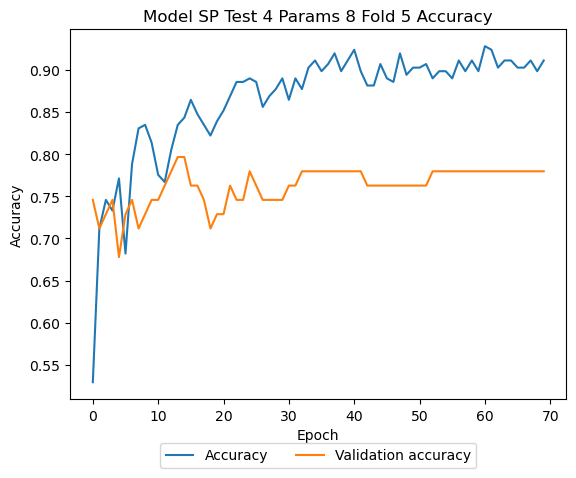 Model SP Test 4 Params 8 Fold 5 Accuracy
0.90
0.85
0.80
0.75
0.70
0.65
0.60
0.55
Accuracy
0 10 20 30 40 50 60 70
Epoch
Accuracy Validation accuracy